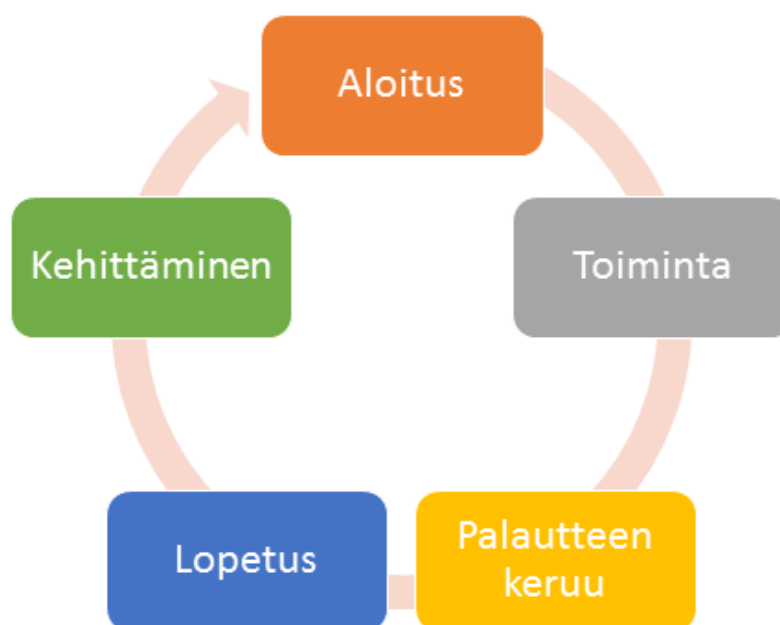 Aloitus
Toiminta
Palautteen
keruu
Lopetus
Kehittäminen